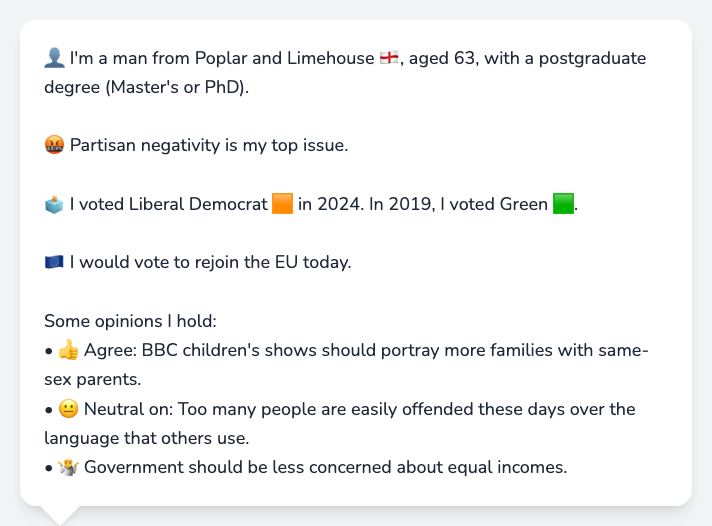 👤 I'm a man from Poplar and Limehouse 🏴󠁧󠁢󠁥󠁮󠁧󠁿, aged 63, with a postgraduate
degree (Master's or PhD).
🤬 Partisan negativity is my top issue.
🗳️ I voted Liberal Democrat 🟧 in 2024. In 2019, I voted Green 🟩.
🇪🇺 I would vote to rejoin the EU today.
Some opinions I hold:
• 👍 Agree: BBC children's shows should portray more families with same-
sex parents.
• 😐 Neutral on: Too many people are easily offended these days over the
language that others use.
• 🤷 Government should be less concerned about equal incomes.